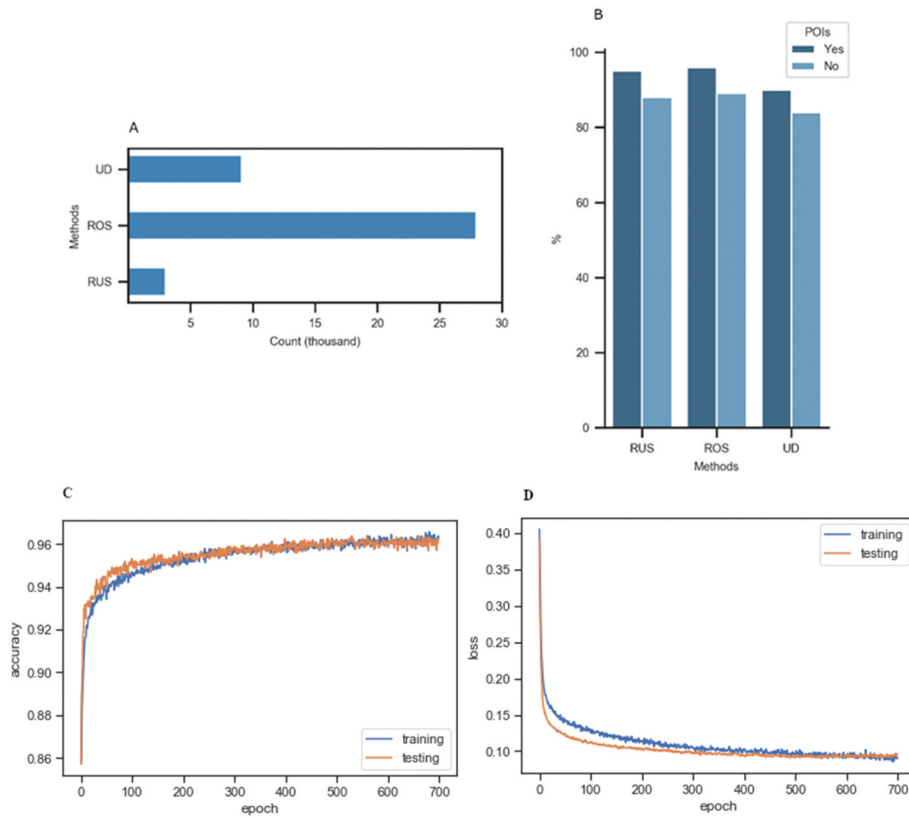 A
UD
ROS
RUS
Methods
5 10 15 20 25 30
Count (thousand)
B
POIs
Yes
No
100
80
60
40
20
0
%
RUS ROS UD
Methods
C
0.96
0.94
0.92
0.90
0.88
0.86
accuracy
training
testing
0 100 200 300 400 500 600 700
epoch
D
0.40
0.35
0.30
0.25
0.20
0.15
0.10
loss
training
testing
0 100 200 300 400 500 600 700
epoch